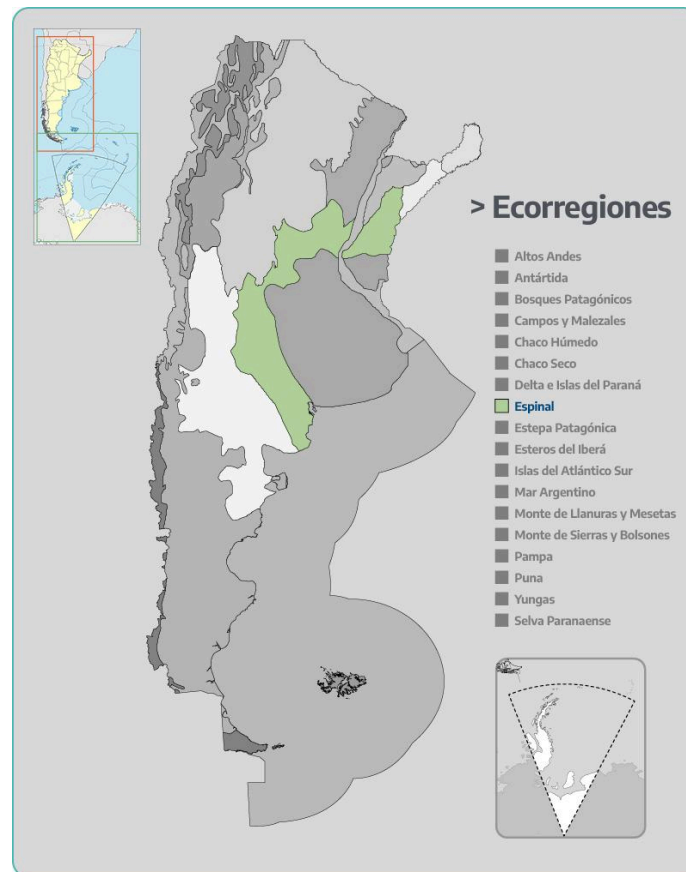 > Ecorregiones
Altos Andes
Antártida
Bosques Patagónicos
Campos y Malezales
Chaco Húmedo
Chaco Seco
Delta e Islas del Paraná
Espinal
Estepa Patagónica
Esteros del Iberá
Islas del Atlántico Sur
Mar Argentino
Monte de Llanuras y Mesetas
Monte de Sierras y Bolsones
Pampa
Puna
Yungas
Selva Paranaense